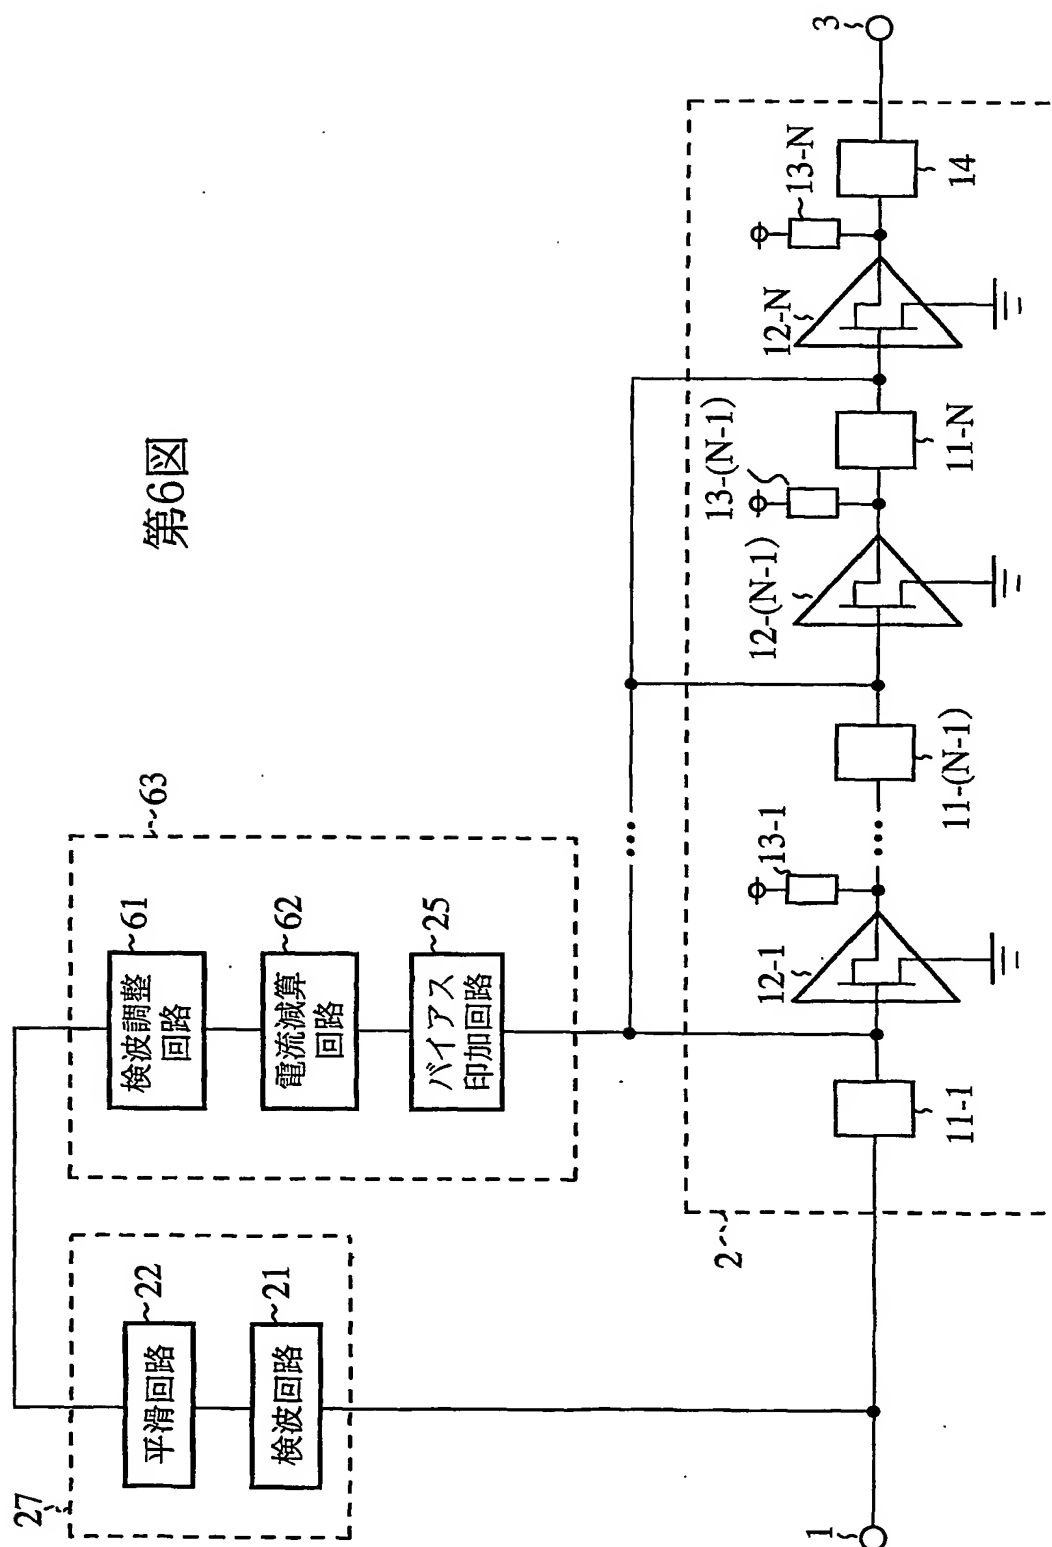 第6図
27
平滑回路
22
検波回路
21
63
検波調整
回路
61
電流減算
回路
62
バイアス
印加回路
25
2
1
11-1
12-1
13-1
11-(N-1)
12-(N-1)
13-(N-1)
11-N
12-N
13-N
14
3